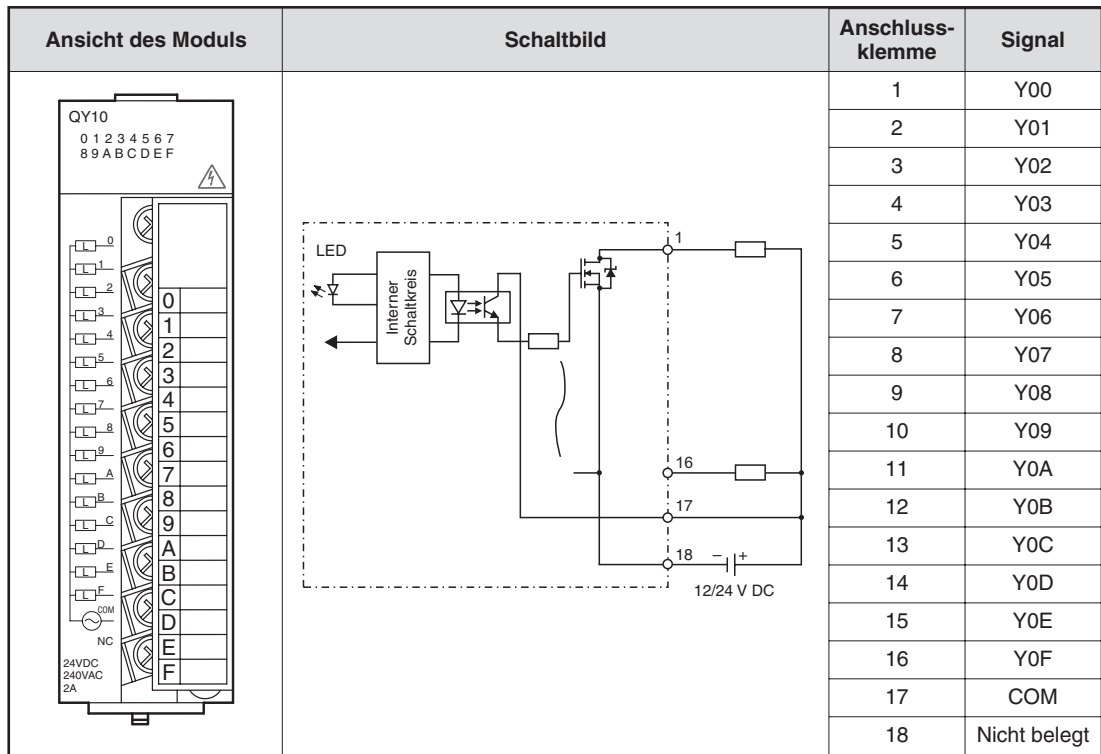 Ansicht des Moduls
Schaltbild
Anschluss-
klemme
Signal
QY10
0 1 2 3 4 5 6 7
8 9 A B C D E F
L 0
L 1
L 2
L 3
L 4
L 5
L 6
L 7
L 8
L 9
L A
L B
L C
L D
L E
L F
COM
NC
24VDC
240VAC
2A
0
1
2
3
4
5
6
7
8
9
A
B
C
D
E
F
LED
Interner
Schaltkreis
1
16
17
18 – +
12/24 V DC
1 Y00
2 Y01
3 Y02
4 Y03
5 Y04
6 Y05
7 Y06
8 Y07
9 Y08
10 Y09
11 Y0A
12 Y0B
13 Y0C
14 Y0D
15 Y0E
16 Y0F
17 COM
18 Nicht belegt